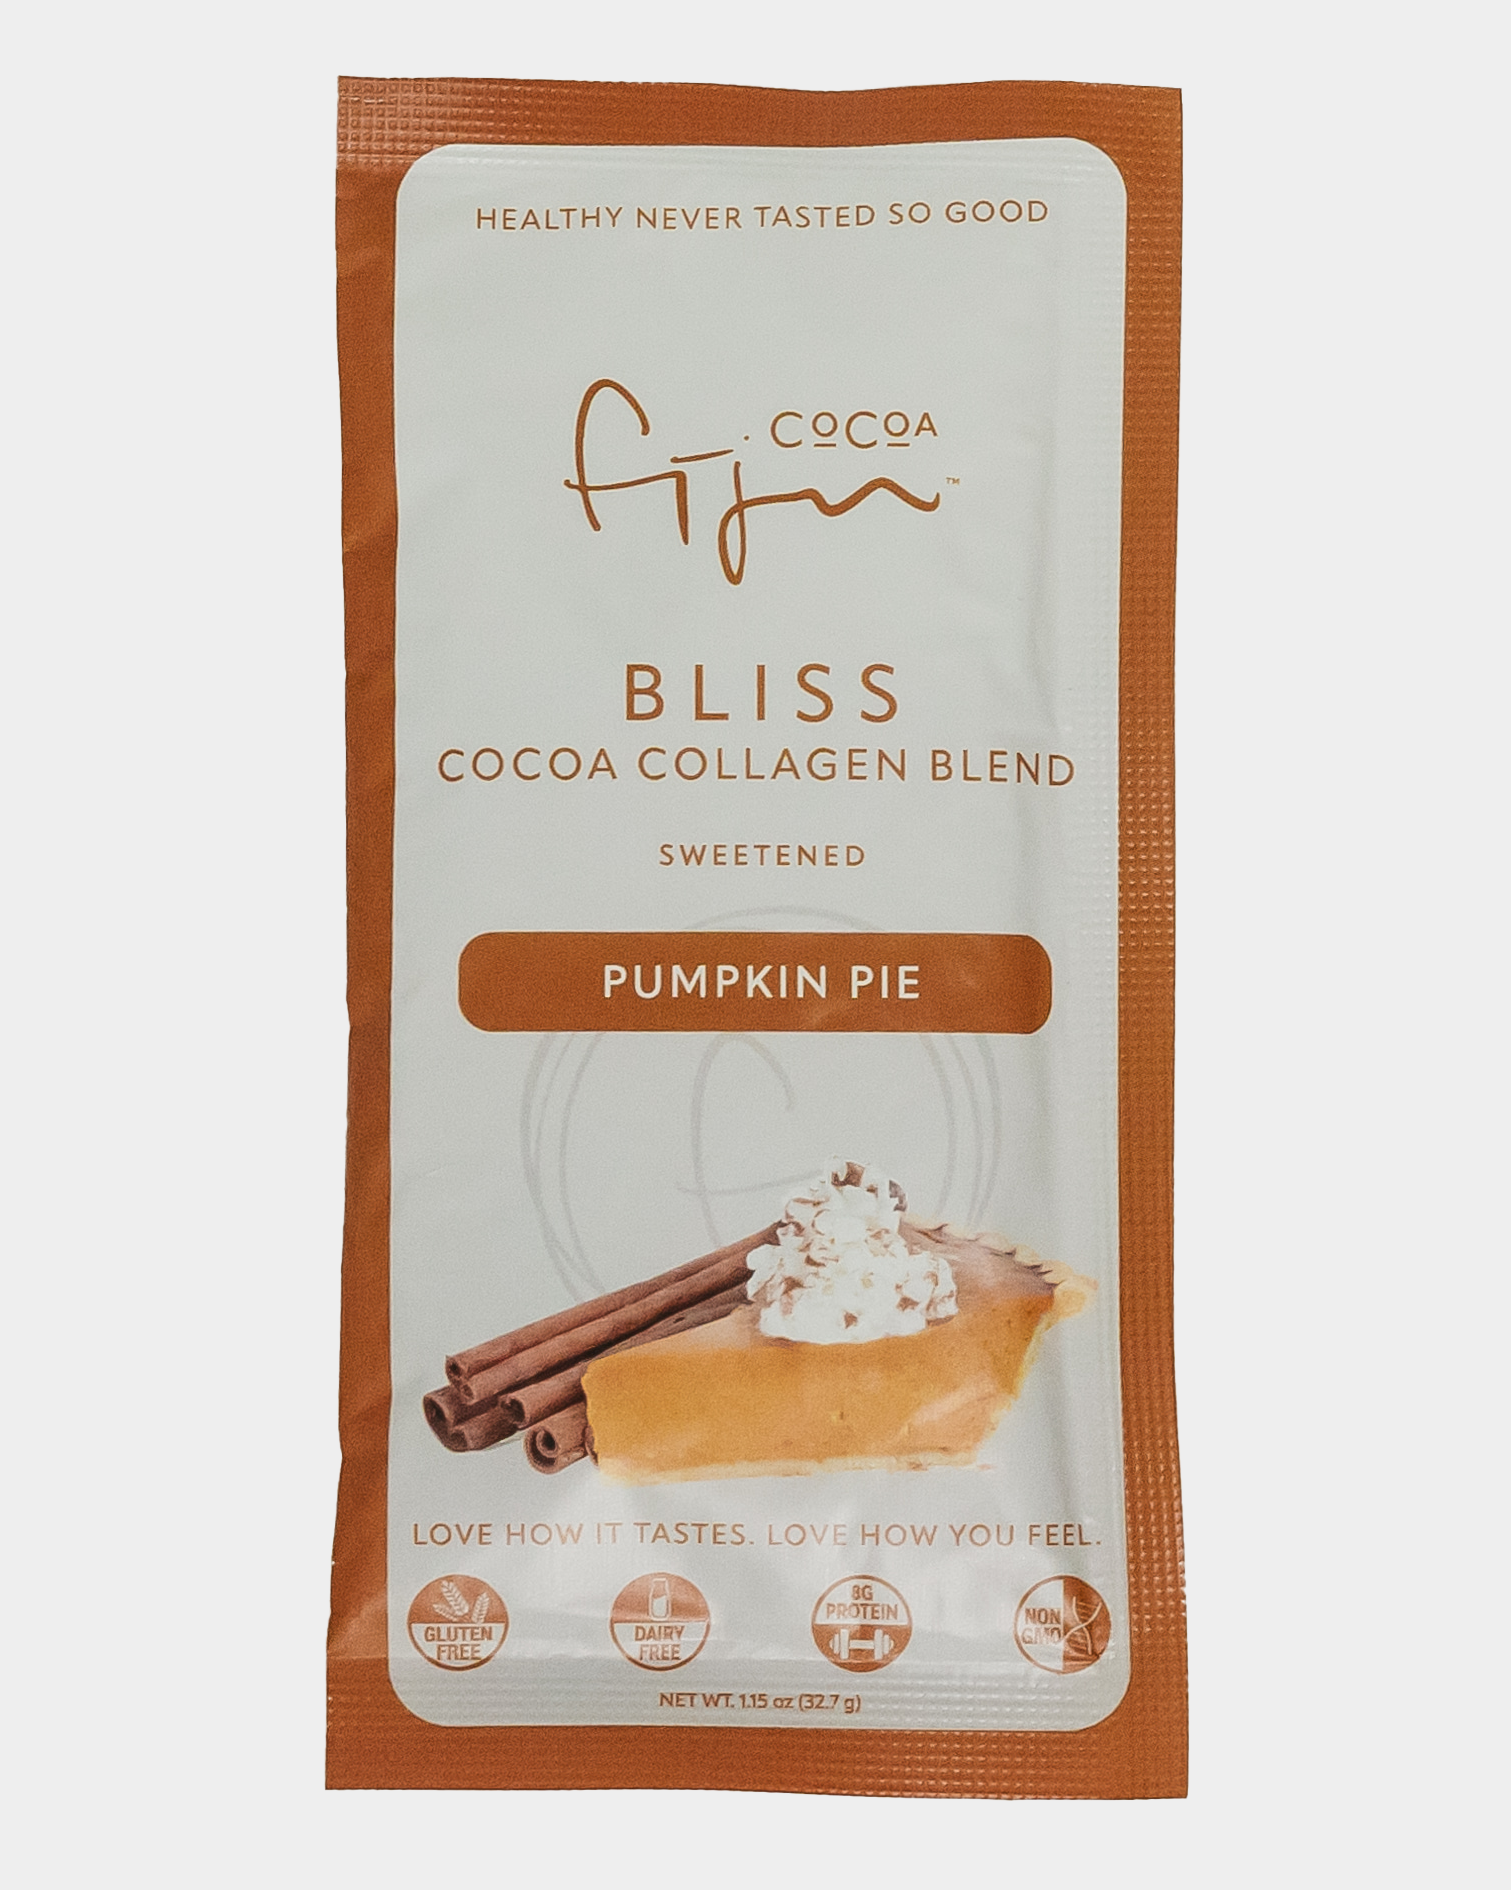 HEALTHY NEVER TASTED SO GOOD
COCOA
fījn™
BLISS
COCOA COLLAGEN BLEND
SWEETENED
PUMPKIN PIE
LOVE HOW IT TASTES. LOVE HOW YOU FEEL.
GLUTEN
FREE
DAIRY
FREE
8G
PROTEIN
NON
GMO
NET WT. 1.15 oz (32.7 g)